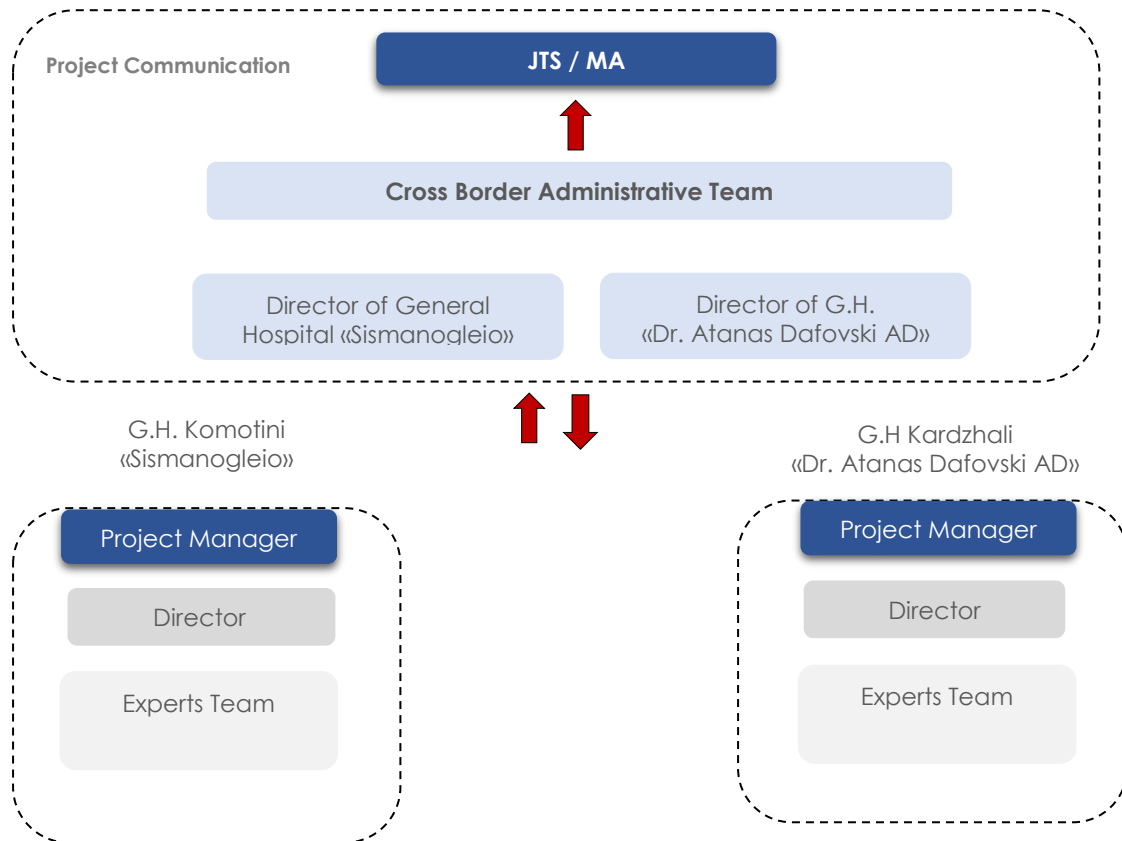 Project Communication
JTS / MA
Cross Border Administrative Team
Director of General
Hospital «Sismanogleio»
Director of G.H.
«Dr. Atanas Dafovski AD»
G.H. Komotini
«Sismanogleio»
G.H Kardzhali
«Dr. Atanas Dafovski AD»
Project Manager
Director
Experts Team
Project Manager
Director
Experts Team